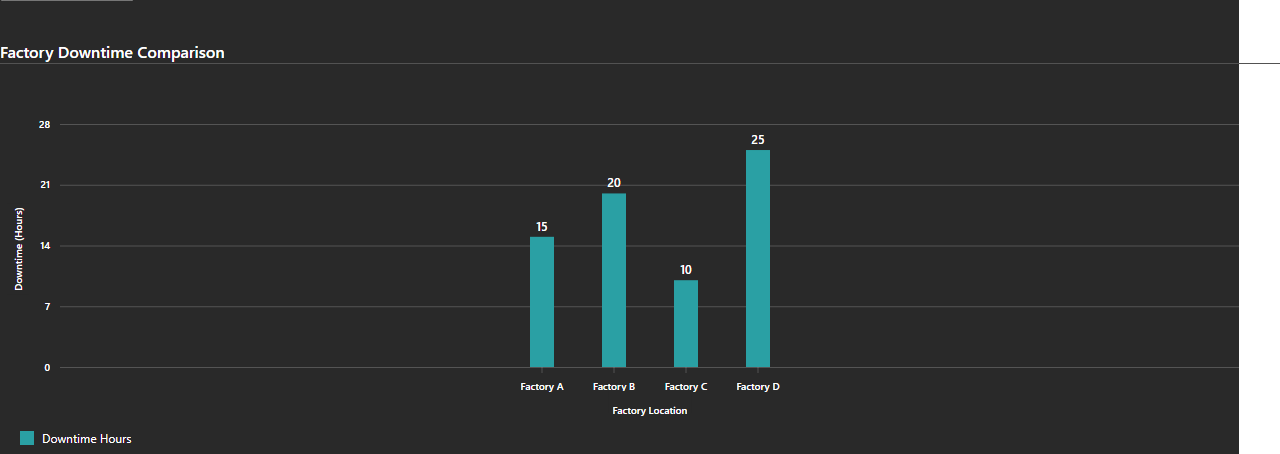 Factory Downtime Comparison
28
25
21
20
15
14
10
7
0
Downtime (Hours)
Factory A Factory B Factory C Factory D
Factory Location
Downtime Hours